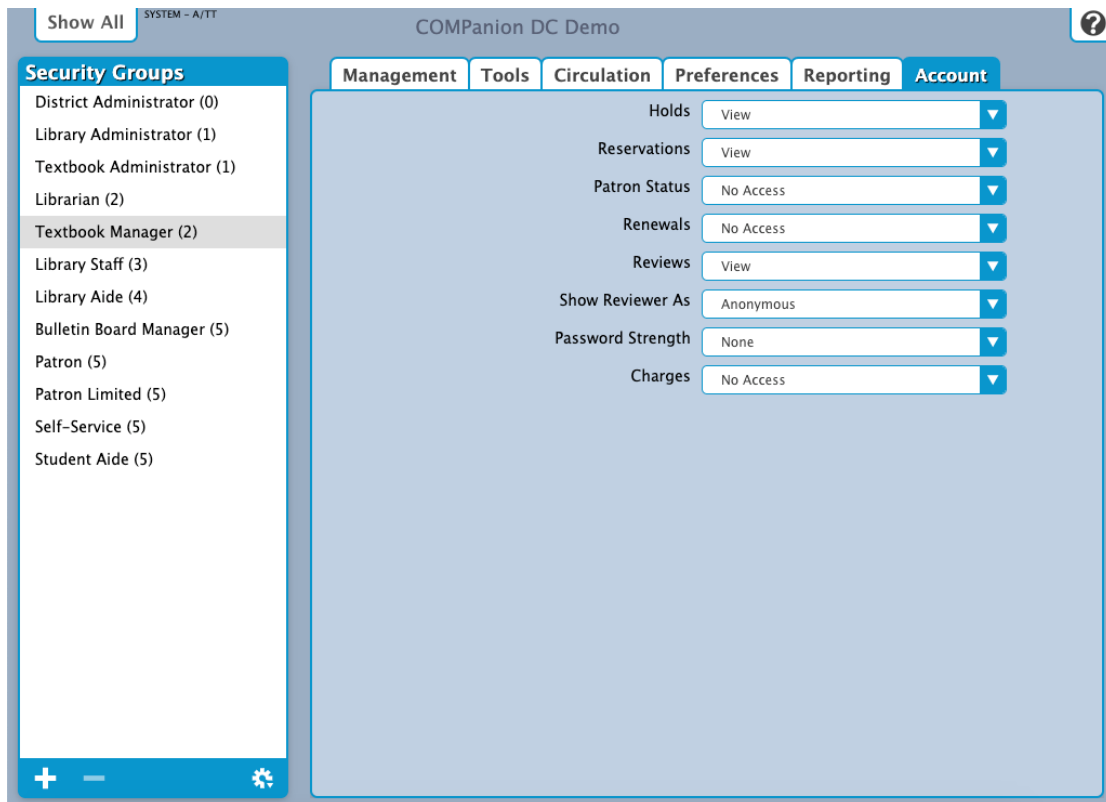 Show All
SYSTEM – A/TT
COMPanion DC Demo
?
Security Groups
District Administrator (0)
Library Administrator (1)
Textbook Administrator (1)
Librarian (2)
Textbook Manager (2)
Library Staff (3)
Library Aide (4)
Bulletin Board Manager (5)
Patron (5)
Patron Limited (5)
Self–Service (5)
Student Aide (5)
Management Tools Circulation Preferences Reporting Account
Holds View
Reservations View
Patron Status No Access
Renewals No Access
Reviews View
Show Reviewer As Anonymous
Password Strength None
Charges No Access